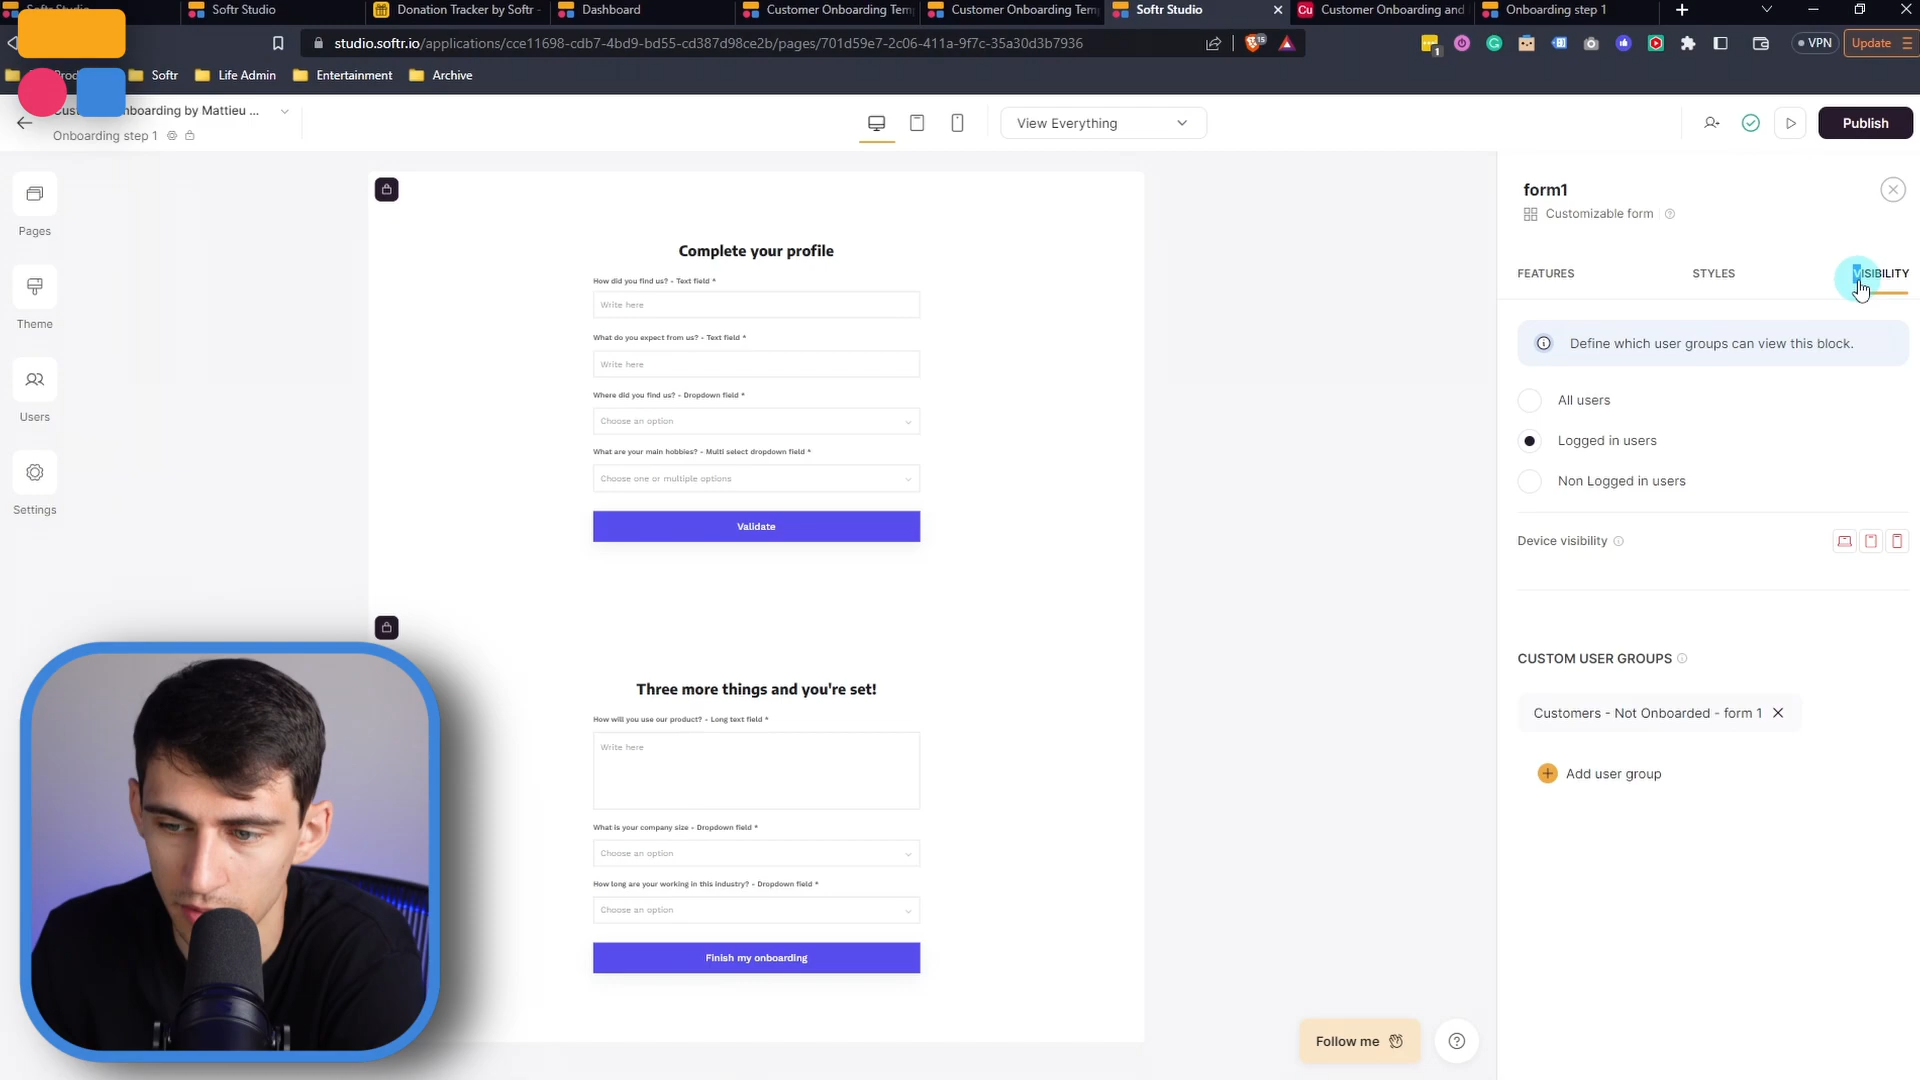 Softr Studio
Donation Tracker by Softr -
Dashboard
Customer Onboarding Tem
Customer Onboarding Tem
Softr Studio
Customer Onboarding and
Onboarding step 1
studio.softr.io/applications/cce11698-cdb7-4bd9-bd55-cd387d98ce2b/pages/701d59e7-2c06-411a-9f7c-35a30d3b7936
15
1
VPN
Update
Softr
Life Admin
Entertainment
Archive
by Mattieu ...
Onboarding step 1
View Everything
Publish
Pages
Theme
Users
Settings
Complete your profile
How did you find us? - Text field *
Write here
What do you expect from us? - Text field *
Write here
Where did you find us? - Dropdown field *
Choose an option
What are your main hobbies? - Multi select dropdown field *
Choose one or multiple options
Validate
Three more things and you're set!
How will you use our product? - Long text field *
Write here
What is your company size - Dropdown field *
Choose an option
How long are your working in this industry? - Dropdown field *
Choose an option
Finish my onboarding
form1
Customizable form
FEATURES
STYLES
VISIBILITY
Define which user groups can view this block.
All users
Logged in users
Non Logged in users
Device visibility
CUSTOM USER GROUPS
Customers - Not Onboarded - form 1
Add user group
Follow me